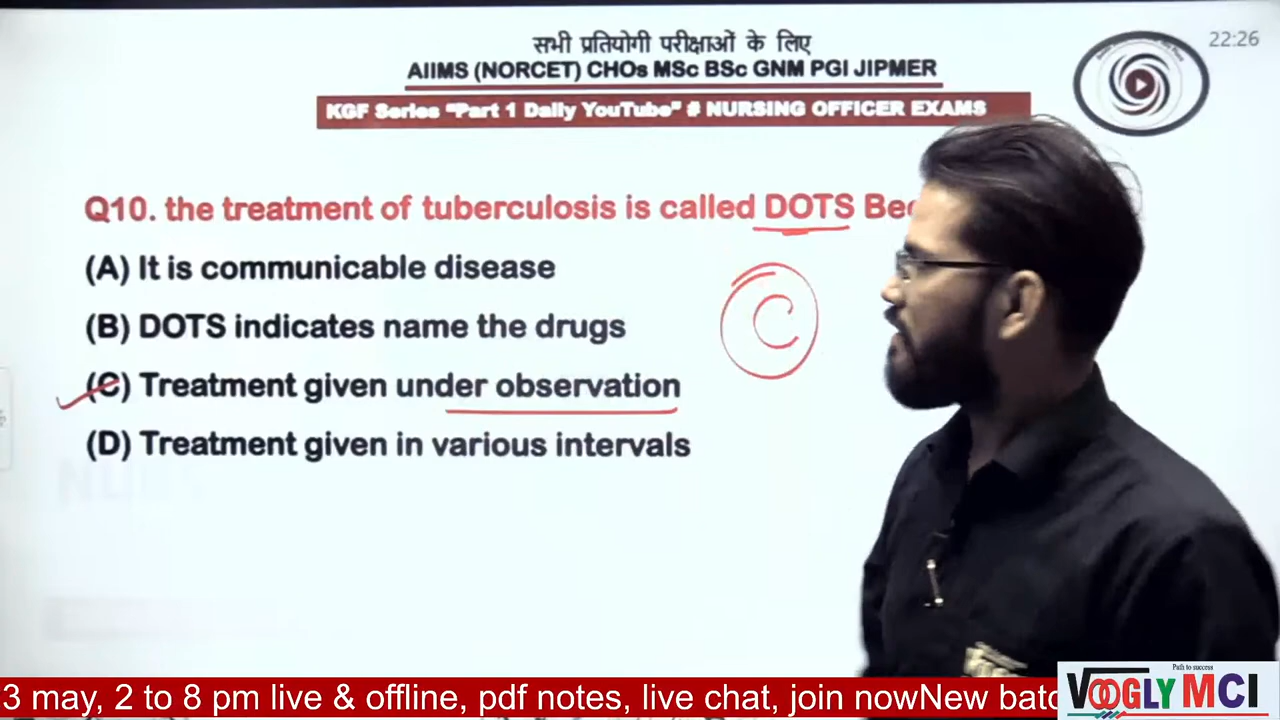 सभी प्रतियोगी परीक्षाओं के लिए
22:26
AIIMS (NORCET) CHOs MSc BSc GNM PGI JIPMER
KGF Series "Part 1 Daily YouTube" # NURSING OFFICER EXAMS
Q10. the treatment of tuberculosis is called DOTS
(A) It is communicable disease
(B) DOTS indicates name the drugs
C
(C) Treatment given under observation
(D) Treatment given in various intervals
Path to success
3 may, 2 to 8 pm live & offline, pdf notes, live chat, join nowNew
VOOGLY MCI